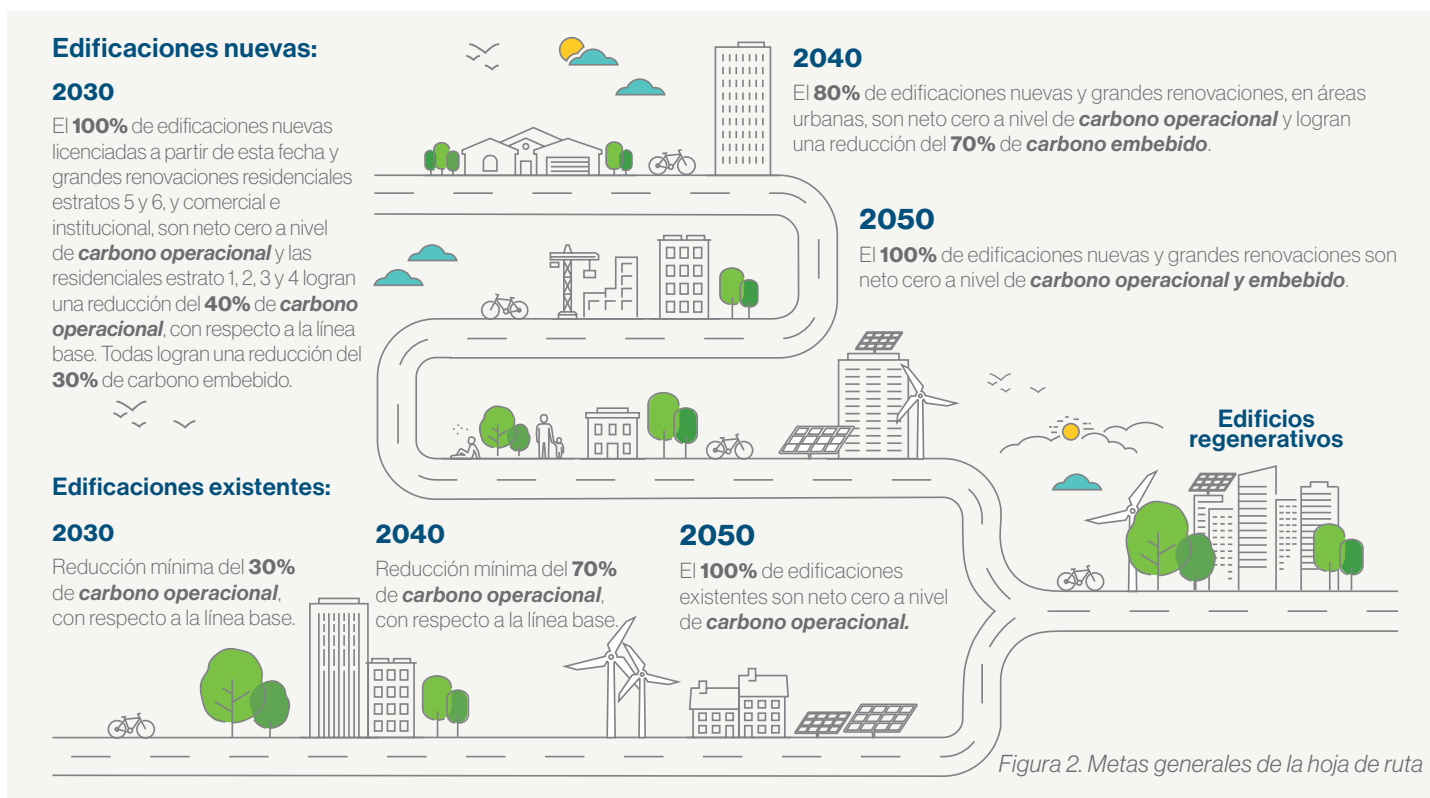 Edificaciones nuevas:
2030
El 100% de edificaciones nuevas
licenciadas a partir de esta fecha y
grandes renovaciones residenciales
estratos 5 y 6, y comercial e
institucional, son neto cero a nivel
de carbono operacional y las
residenciales estrato 1, 2, 3 y 4 logran
una reducción del 40% de carbono
operacional, con respecto a la línea
base. Todas logran una reducción del
30% de carbono embebido.
2040
El 80% de edificaciones nuevas y grandes renovaciones, en áreas
urbanas, son neto cero a nivel de carbono operacional y logran
una reducción del 70% de carbono embebido.
2050
El 100% de edificaciones nuevas y grandes renovaciones son
neto cero a nivel de carbono operacional y embebido.
Edificios
regenerativos
Edificaciones existentes:
2030
Reducción mínima del 30%
de carbono operacional,
con respecto a la línea base.
2040
Reducción mínima del 70%
de carbono operacional,
con respecto a la línea base.
2050
El 100% de edificaciones
existentes son neto cero a nivel
de carbono operacional.
Figura 2. Metas generales de la hoja de ruta